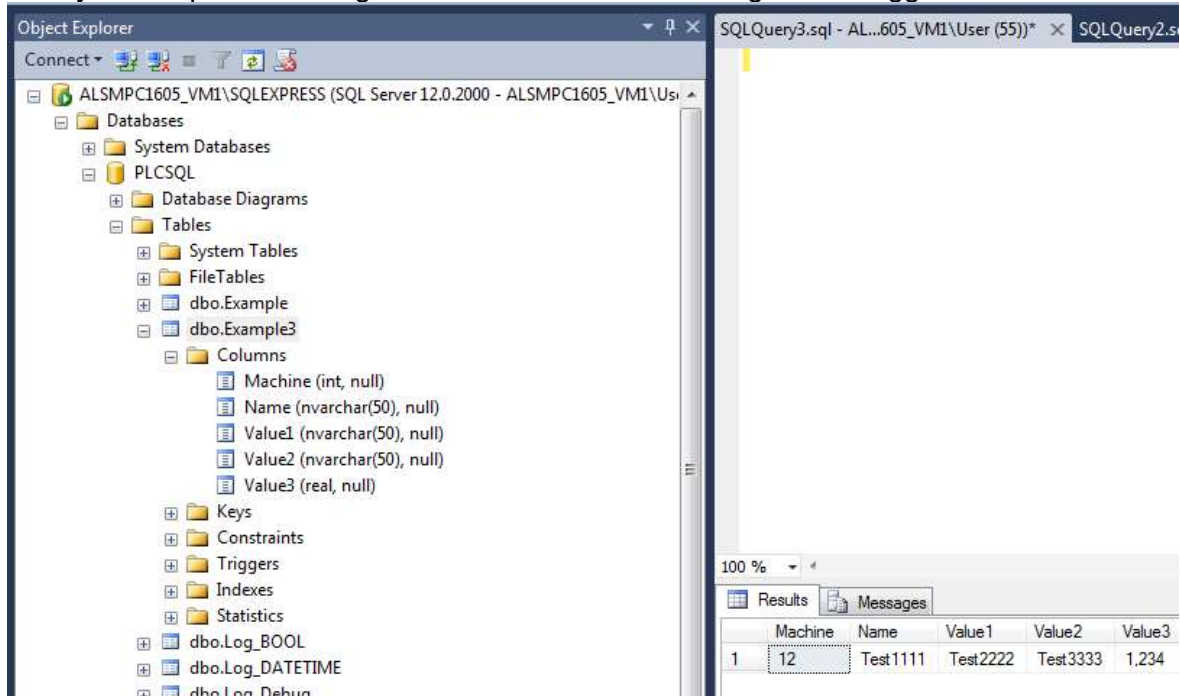 Object Explorer
Connect
ALSMPC1605_VM1\SQLEXPRESS (SQL Server 12.0.2000 - ALSMPC1605_VM1\Us
Databases
System Databases
PLCSQL
Database Diagrams
Tables
System Tables
FileTables
dbo.Example
dbo.Example3
Columns
Machine (int, null)
Name (nvarchar(50), null)
Value1 (nvarchar(50), null)
Value2 (nvarchar(50), null)
Value3 (real, null)
Keys
Constraints
Triggers
Indexes
Statistics
dbo.Log_BOOL
dbo.Log_DATETIME
dbo.Log_Debug
SQLQuery3.sql - AL...605_VM1\User (55))* SQLQuery2.s
100 %
Results Messages
Machine Name Value1 Value2 Value3
1 12 Test1111 Test2222 Test3333 1,234